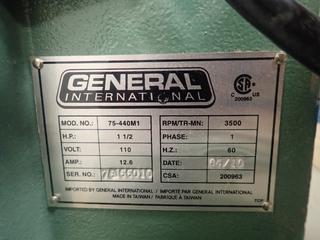 GENERAL
INTERNATIONAL
C US
200963
MOD. NO.: 75-440M1 RPM/TR-MN: 3500
H.P.: 1 1/2 PHASE: 1
VOLT: 110 H.Z.: 60
AMP.: 12.6 DATE:
SER. NO.: CSA: 200963
IMPORTED BY GENERAL INTERNATIONAL / IMPORTÉ PAR GENERAL INTERNATIONAL
MADE IN TAIWAN / FABRIQUÉ À TAIWAN